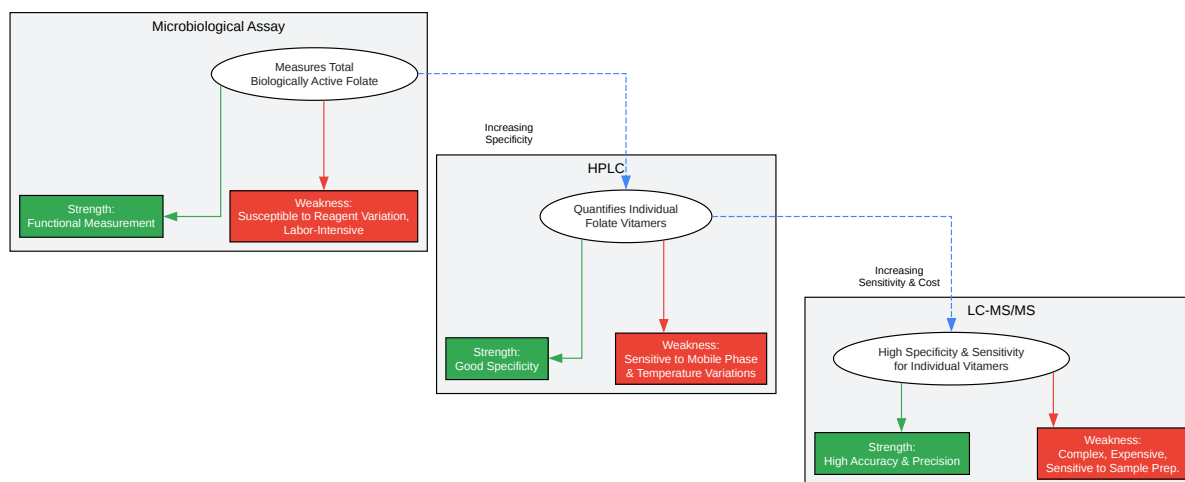 Microbiological Assay
Measures Total
Biologically Active Folate
Strength:
Functional Measurement
Weakness:
Susceptible to Reagent Variation,
Labor-Intensive
Increasing
Specificity
HPLC
Quantifies Individual
Folate Vitamers
Strength:
Good Specificity
Weakness:
Sensitive to Mobile Phase
& Temperature Variations
Increasing
Sensitivity & Cost
LC-MS/MS
High Specificity & Sensitivity
for Individual Vitamers
Strength:
High Accuracy & Precision
Weakness:
Complex, Expensive,
Sensitive to Sample Prep.